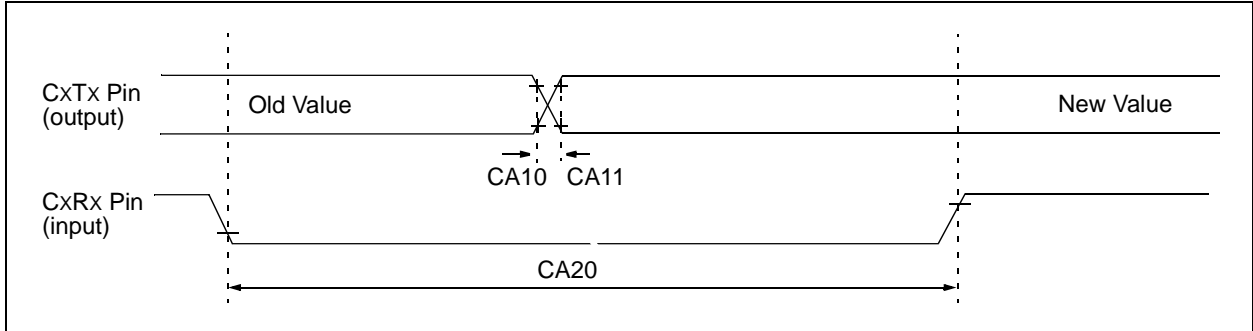 CxTx Pin
(output)
Old Value
New Value
CA10 CA11
CxRx Pin
(input)
CA20